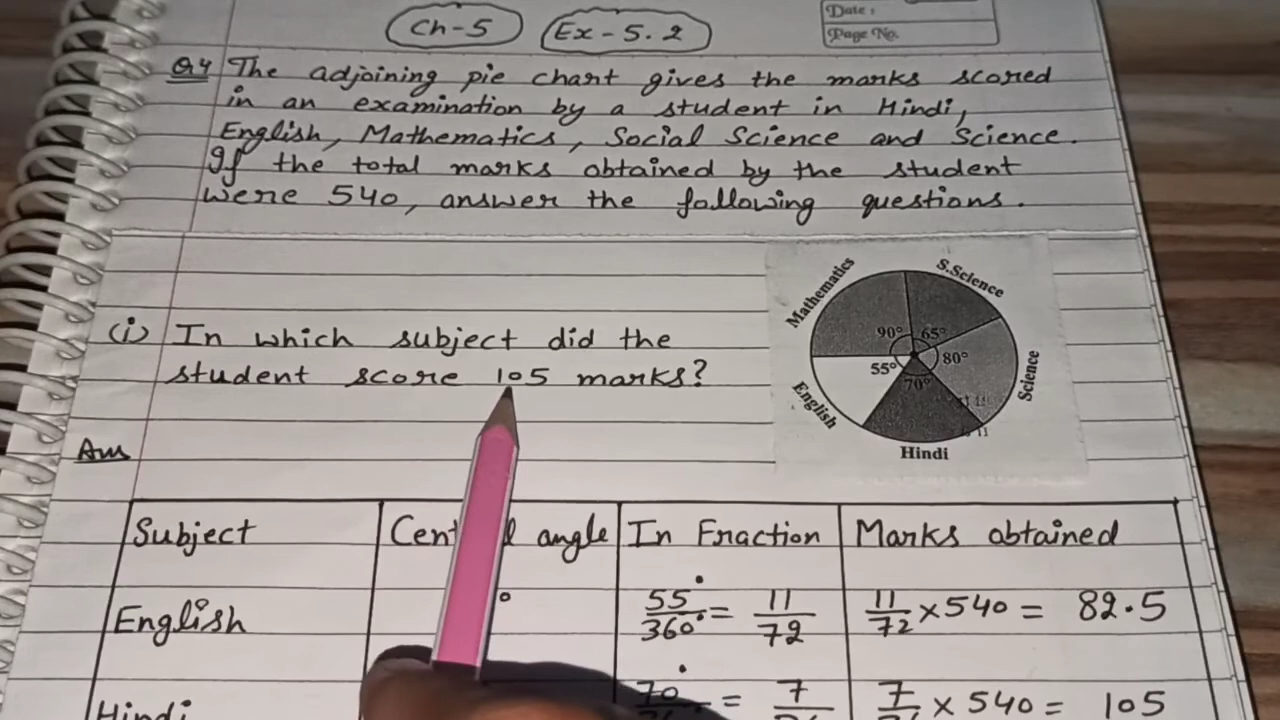 Ch-5 Ex-5.2
Date :
Page No.
Q4 The adjoining pie chart gives the marks scored
in an examination by a student in Hindi,
English, Mathematics, Social Science and Science.
If the total marks obtained by the student
were 540, answer the following questions.
(i) In which subject did the
student score 105 marks?
Mathematics
S.Science
90° 65°
80°
55°
70°
Science
English
Hindi
Ans
Subject In Fraction Marks obtained
angle
English 55°/360° = 11/72 11/72 × 540 = 82.5
Hindi 70° = 7 7 × 540 = 105